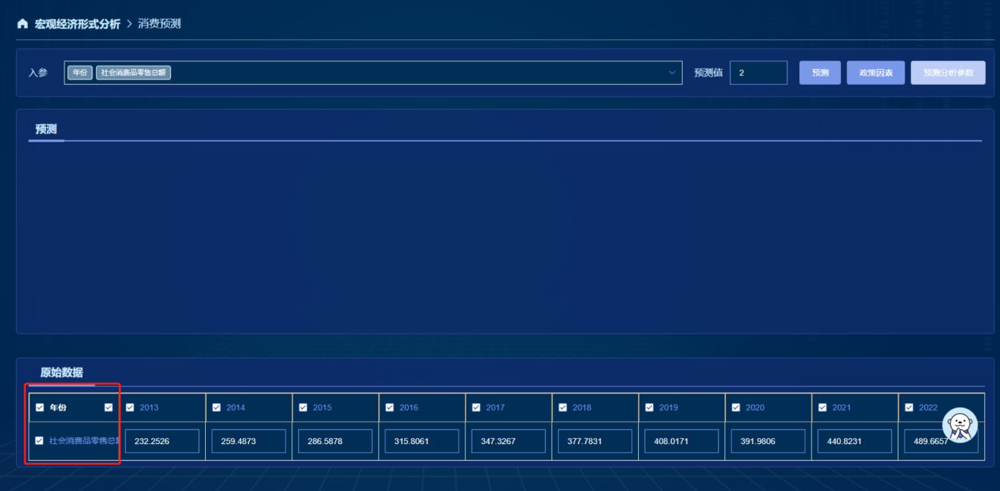 宏观经济形式分析 > 消费预测
入参 年份 社会消费品零售总额 预测值 2 预测 政策因素 预测分析参数
预测
原始数据
年份 2013 2014 2015 2016 2017 2018 2019 2020 2021 2022
社会消费品零售总 232.2526 259.4873 286.5878 315.8061 347.3267 377.7831 408.0171 391.9806 440.8231 489.6657